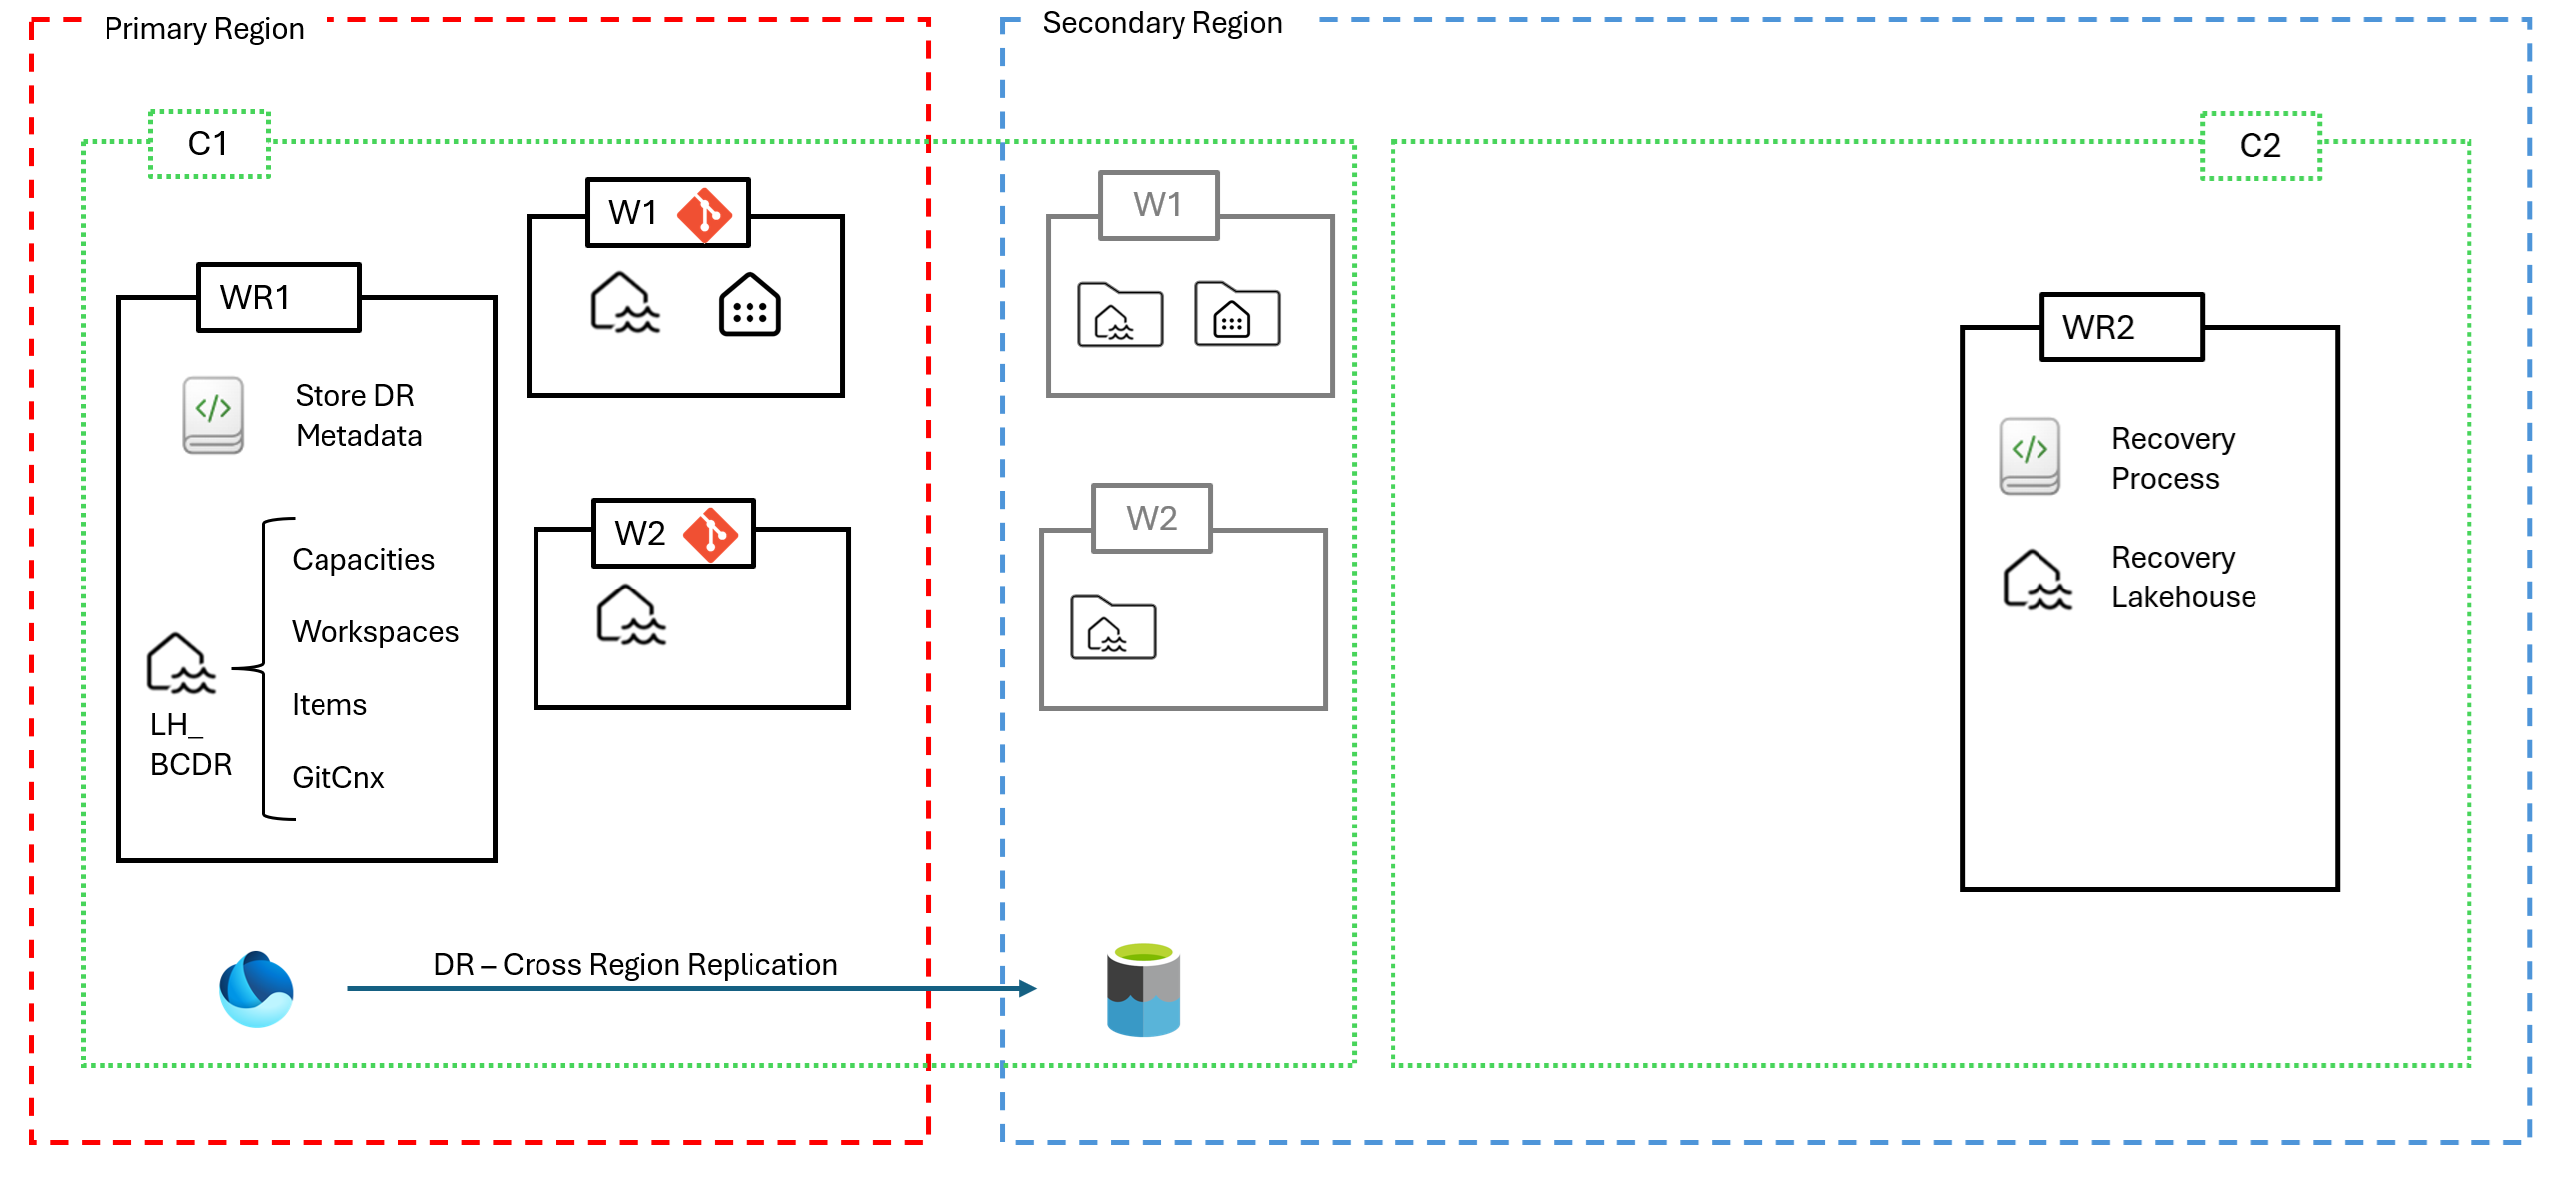 Primary Region
Secondary Region
C1
C2
WR1
Store DR
Metadata
LH_
BCDR
Capacities
Workspaces
Items
GitCnx
W1
W2
W1
W2
DR – Cross Region Replication
WR2
Recovery
Process
Recovery
Lakehouse